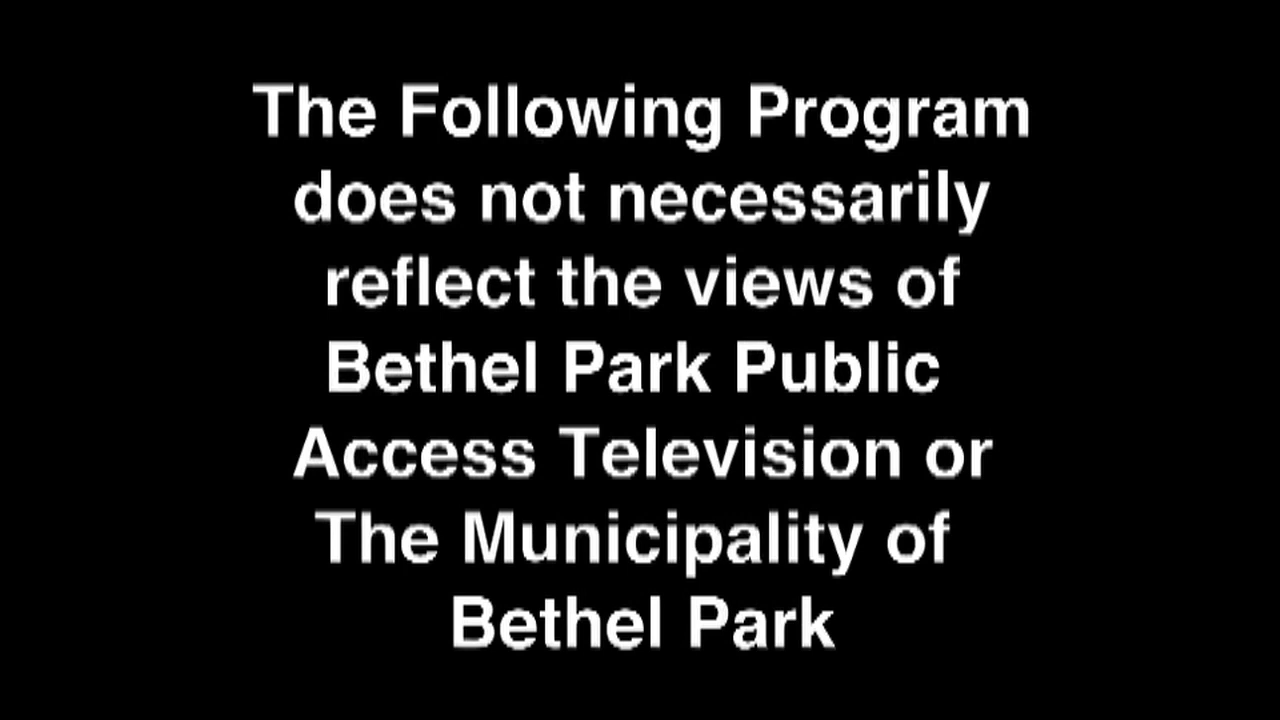 The Following Program
does not necessarily
reflect the views of
Bethel Park Public
Access Television or
The Municipality of
Bethel Park